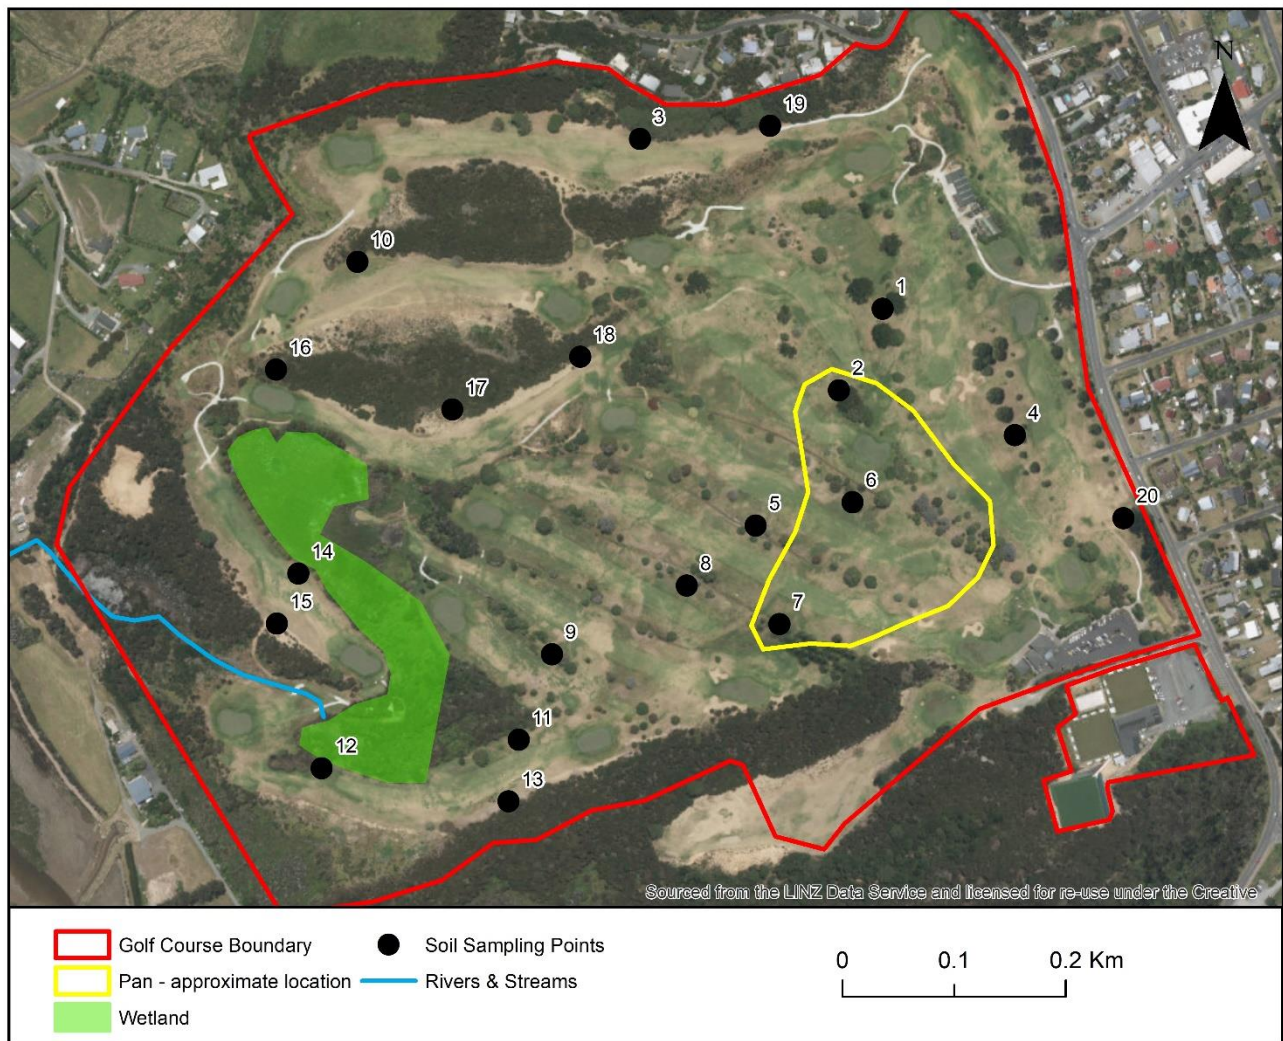 N
19
3
10
1
18
16
2
17
4
20
6
5
14
8
15
7
9
11
12
13
Sourced from the LINZ Data Service and licensed for re-use under the Creative
Golf Course Boundary
Soil Sampling Points
0
0.1
0.2 Km
Pan - approximate location
Rivers & Streams
Wetland